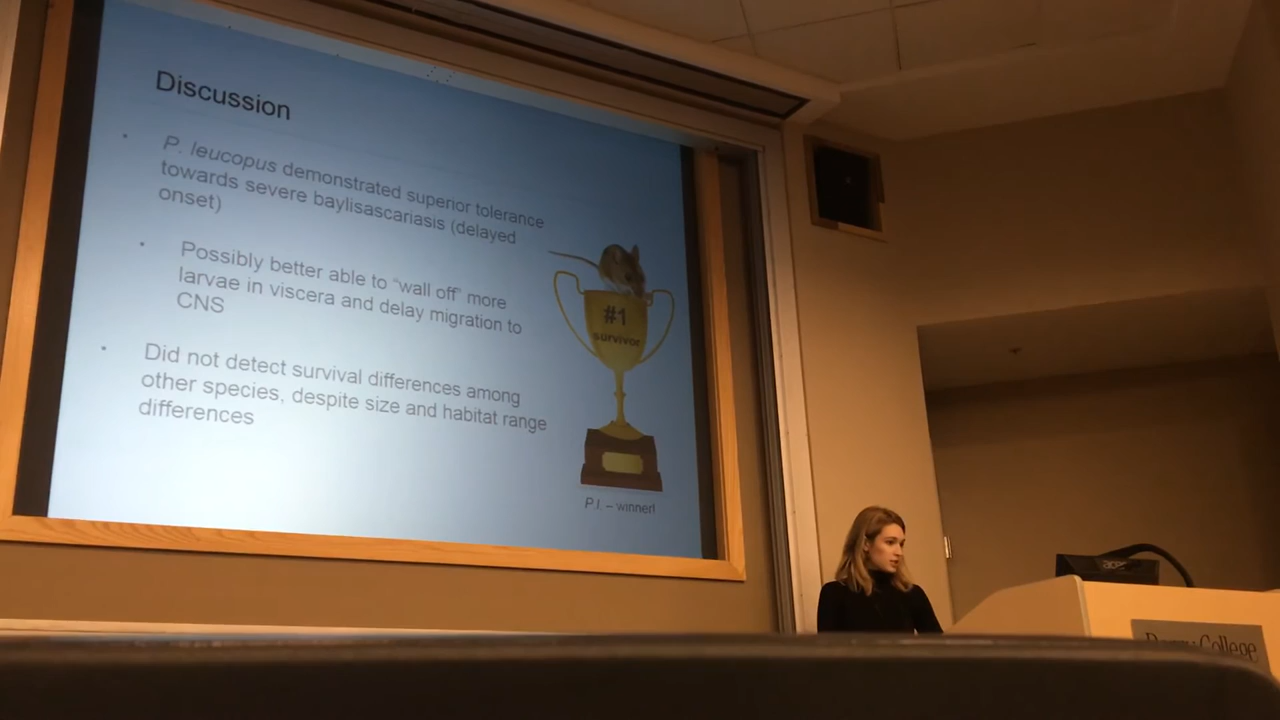 Discussion
P. leucopus demonstrated superior tolerance
towards severe baylisascariasis (delayed
onset)
Possibly better able to "wall off" more
larvae in viscera and delay migration to
CNS
Did not detect survival differences among
other species, despite size and habitat range
differences
#1
survivor
P.l. – winner!
acer
College